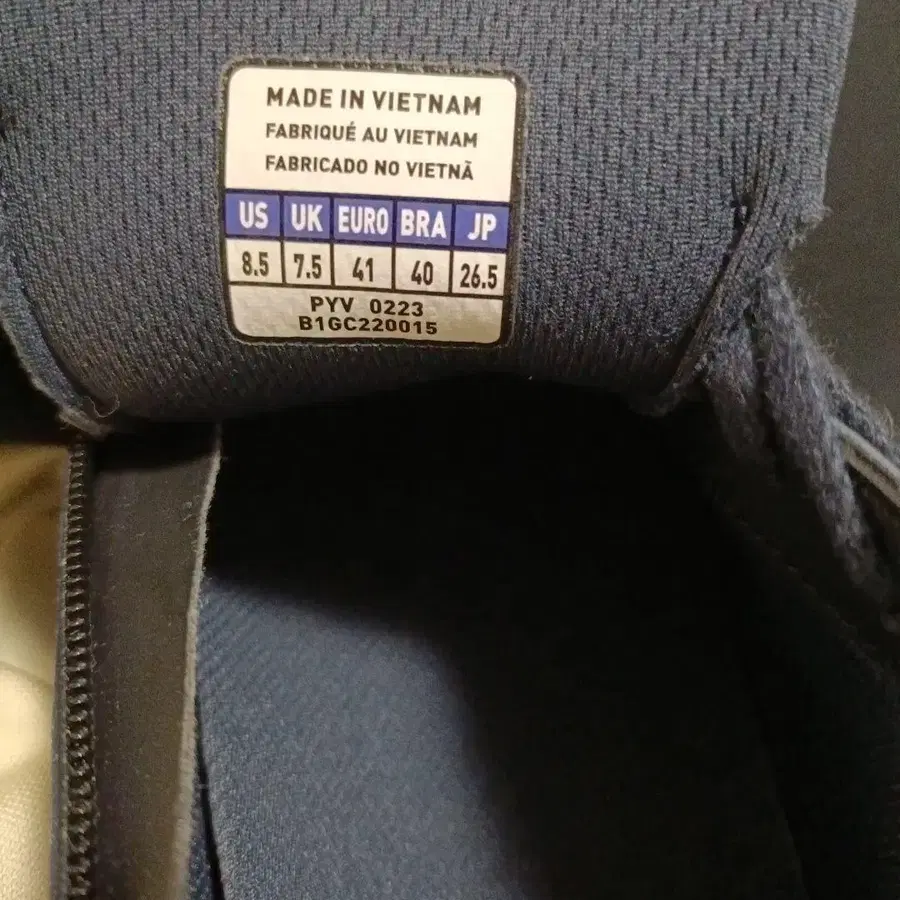 MADE IN VIETNAM
FABRIQUÉ AU VIETNAM
FABRICADO NO VIETNÃ
US UK EURO BRA JP
8.5 7.5 41 40 26.5
PYV 0223
B1GC220015